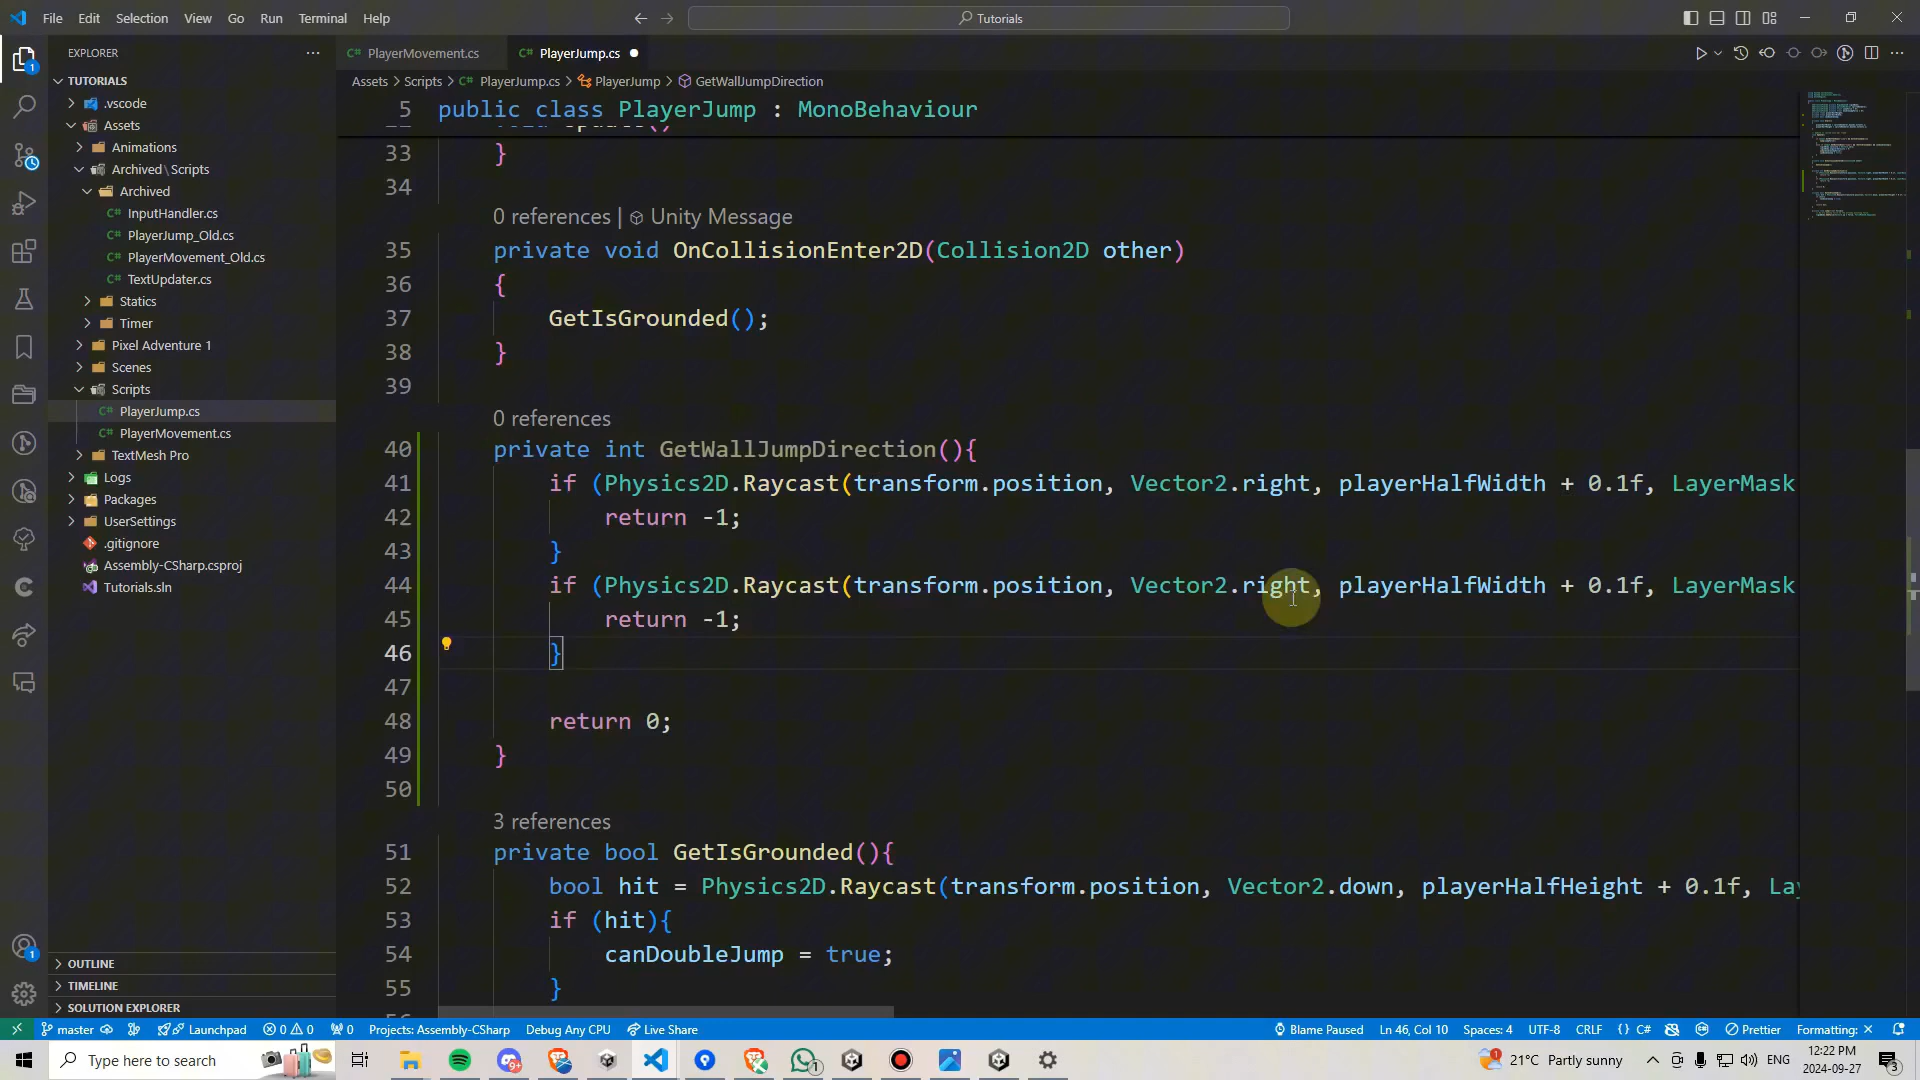 File Edit Selection View Go Run Terminal Help
Tutorials
EXPLORER
PlayerMovement.cs
PlayerJump.cs
TUTORIALS
Assets > Scripts > PlayerJump.cs > PlayerJump > GetWallJumpDirection
.vscode
Assets
Animations
Archived\Scripts
Archived
InputHandler.cs
PlayerJump_Old.cs
PlayerMovement_Old.cs
TextUpdater.cs
Statics
Timer
Pixel Adventure 1
Scenes
Scripts
PlayerJump.cs
PlayerMovement.cs
TextMesh Pro
Logs
Packages
UserSettings
.gitignore
Assembly-CSharp.csproj
Tutorials.sln
OUTLINE
TIMELINE
SOLUTION EXPLORER
5 public class PlayerJump : MonoBehaviour
33 }
34
0 references | Unity Message
35 private void OnCollisionEnter2D(Collision2D other)
36 {
37 GetIsGrounded();
38 }
39
0 references
40 private int GetWallJumpDirection(){
41 if (Physics2D.Raycast(transform.position, Vector2.right, playerHalfWidth + 0.1f, LayerMask
42 return -1;
43 }
44 if (Physics2D.Raycast(transform.position, Vector2.right, playerHalfWidth + 0.1f, LayerMask
45 return -1;
46 }
47
48 return 0;
49 }
50
3 references
51 private bool GetIsGrounded(){
52 bool hit = Physics2D.Raycast(transform.position, Vector2.down, playerHalfHeight + 0.1f, Lay
53 if (hit){
54 canDoubleJump = true;
55 }
master Launchpad 0 0 0 Projects: Assembly-CSharp Debug Any CPU Live Share Blame Paused Ln 46, Col 10 Spaces: 4 UTF-8 CRLF { } C# Prettier Formatting: ×
Type here to search
21°C Partly sunny
ENG
12:22 PM
2024-09-27